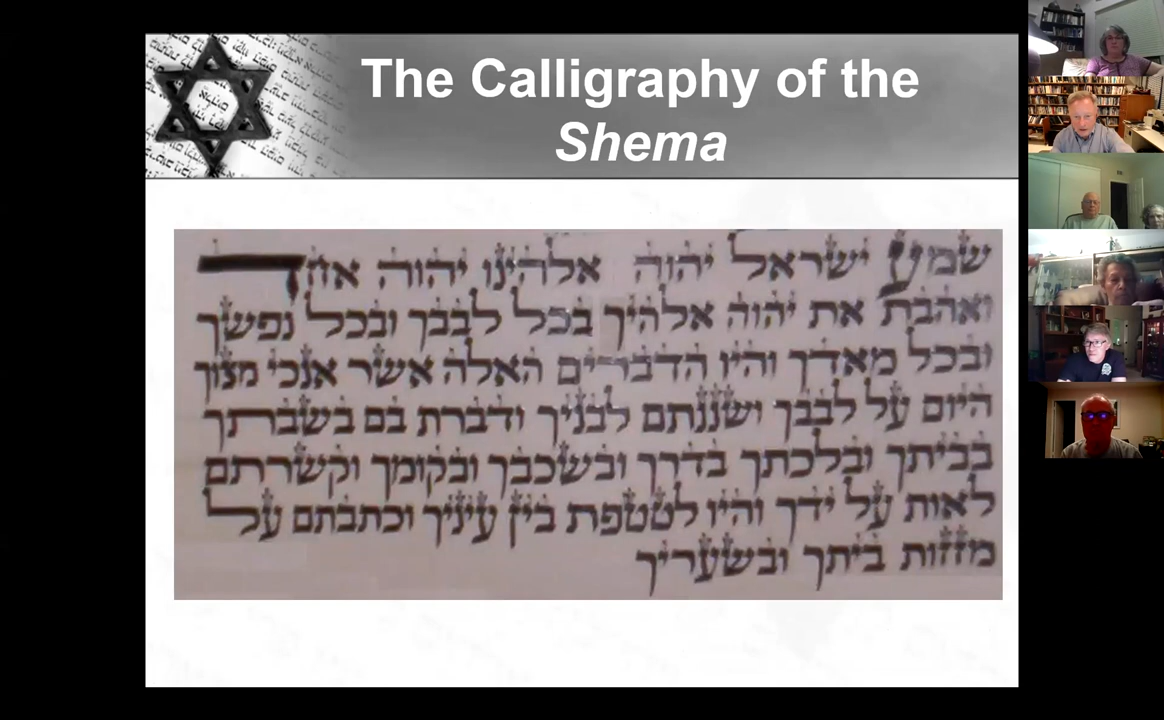 The Calligraphy of the
Shema
שמע ישראל יהוה אלהינו יהוה אחד
ואהבת את יהוה אלהיך בכל לבבך ובכל נפשך
ובכל מאדך והיו הדברים האלה אשר אנכי מצוך
היום על לבבך ושננתם לבניך ודברת בם בשבתך
בביתך ובלכתך בדרך ובשכבך ובקומך וקשרתם
לאות על ידך והיו לטטפת בין עיניך וכתבתם על
מזזות ביתך ובשעריך